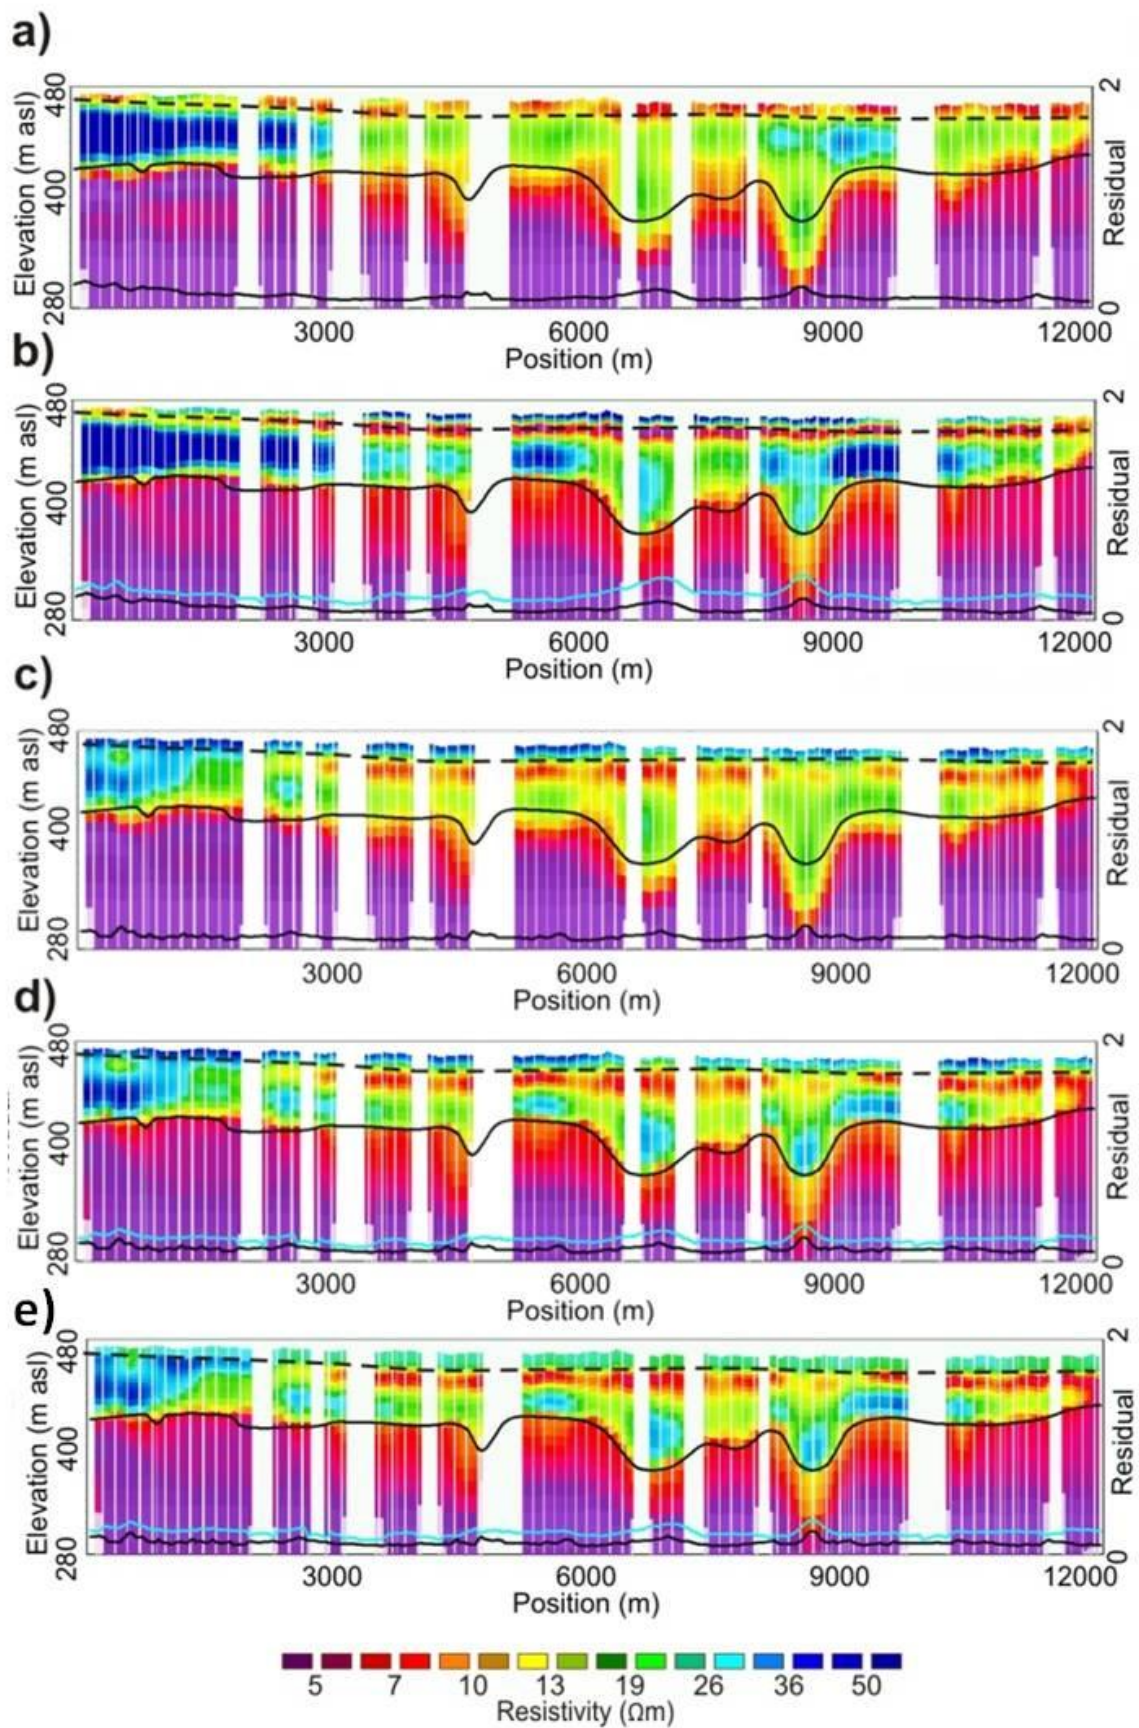 a)
480
2
Elevation (m asl)
400
Residual
280
0
3000 6000 9000 12000
Position (m)
b)
480
2
Elevation (m asl)
400
Residual
280
0
3000 6000 9000 12000
Position (m)
c)
480
2
Elevation (m asl)
400
Residual
280
0
3000 6000 9000 12000
Position (m)
d)
480
2
Elevation (m asl)
400
Residual
280
0
3000 6000 9000 12000
Position (m)
e)
480
2
Elevation (m asl)
400
Residual
280
0
3000 6000 9000 12000
Position (m)
5 7 10 13 19 26 36 50
Resistivity (Ωm)